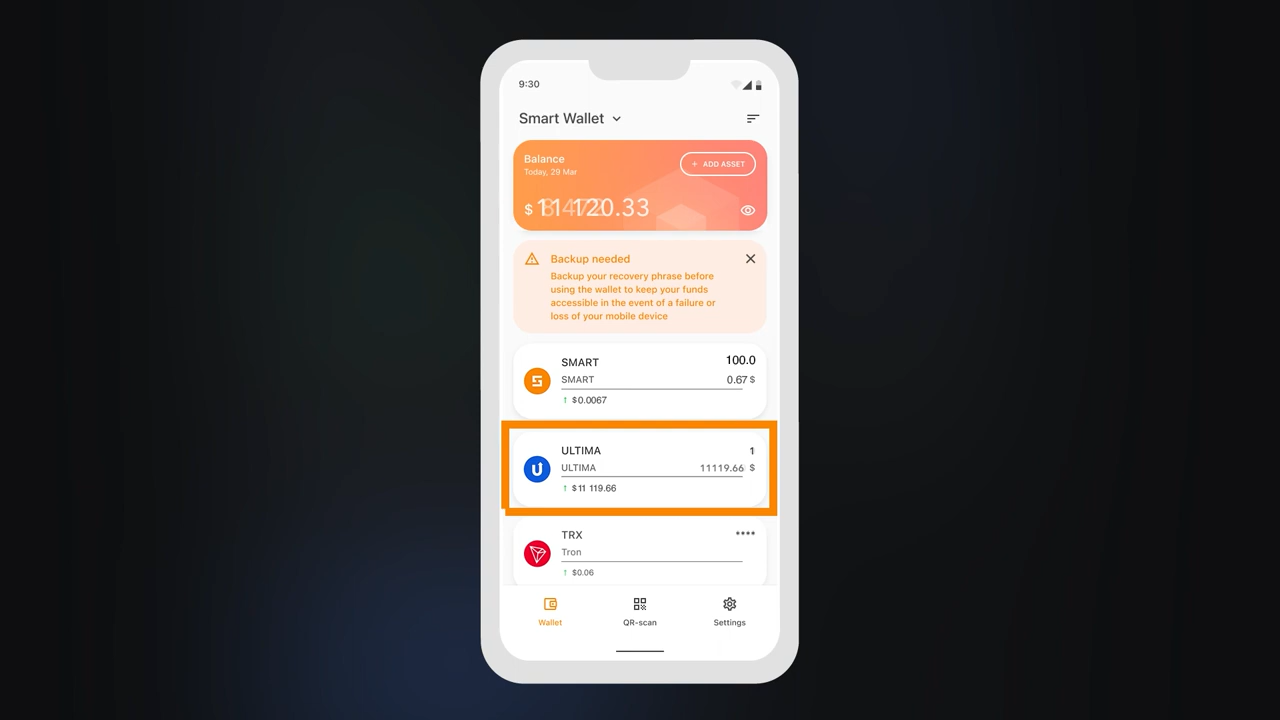 9:30
Smart Wallet
Balance
+ ADD ASSET
Today, 29 Mar
$ 11 120.33
Backup needed
Backup your recovery phrase before
using the wallet to keep your funds
accessible in the event of a failure or
loss of your mobile device
SMART 100.0
SMART 0.67 $
↑ $0.0067
ULTIMA 1
ULTIMA 11119.66 $
↑ $11 119.66
TRX ••••
Tron
↑ $0.06
Wallet QR-scan Settings